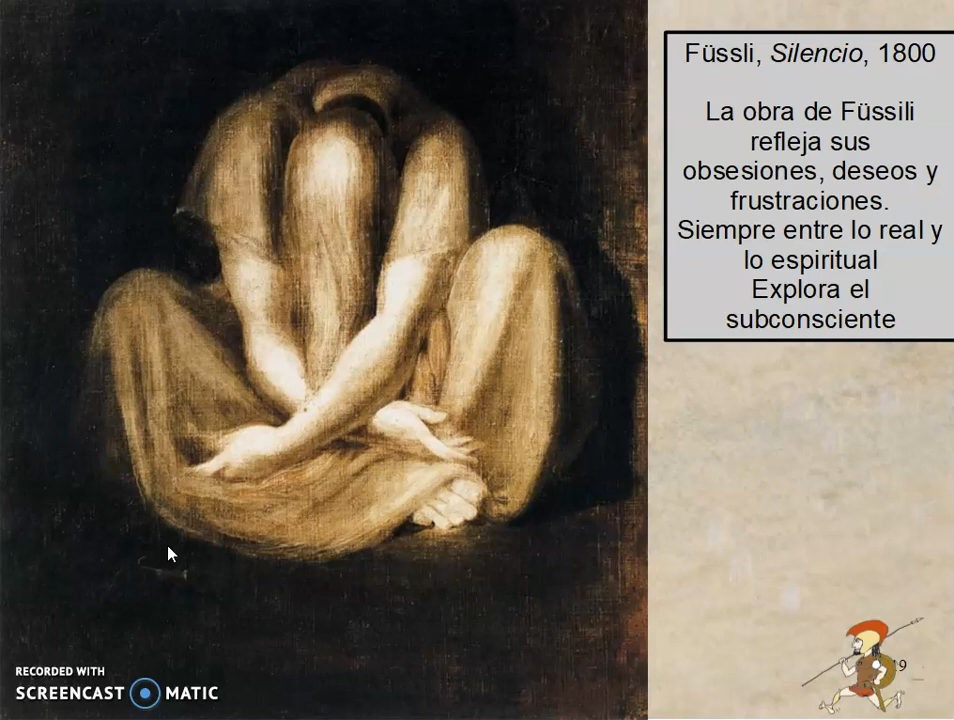 Füssli, Silencio, 1800
La obra de Füssili
refleja sus
obsesiones, deseos y
frustraciones.
Siempre entre lo real y
lo espiritual
Explora el
subconsciente
RECORDED WITH
SCREENCAST MATIC